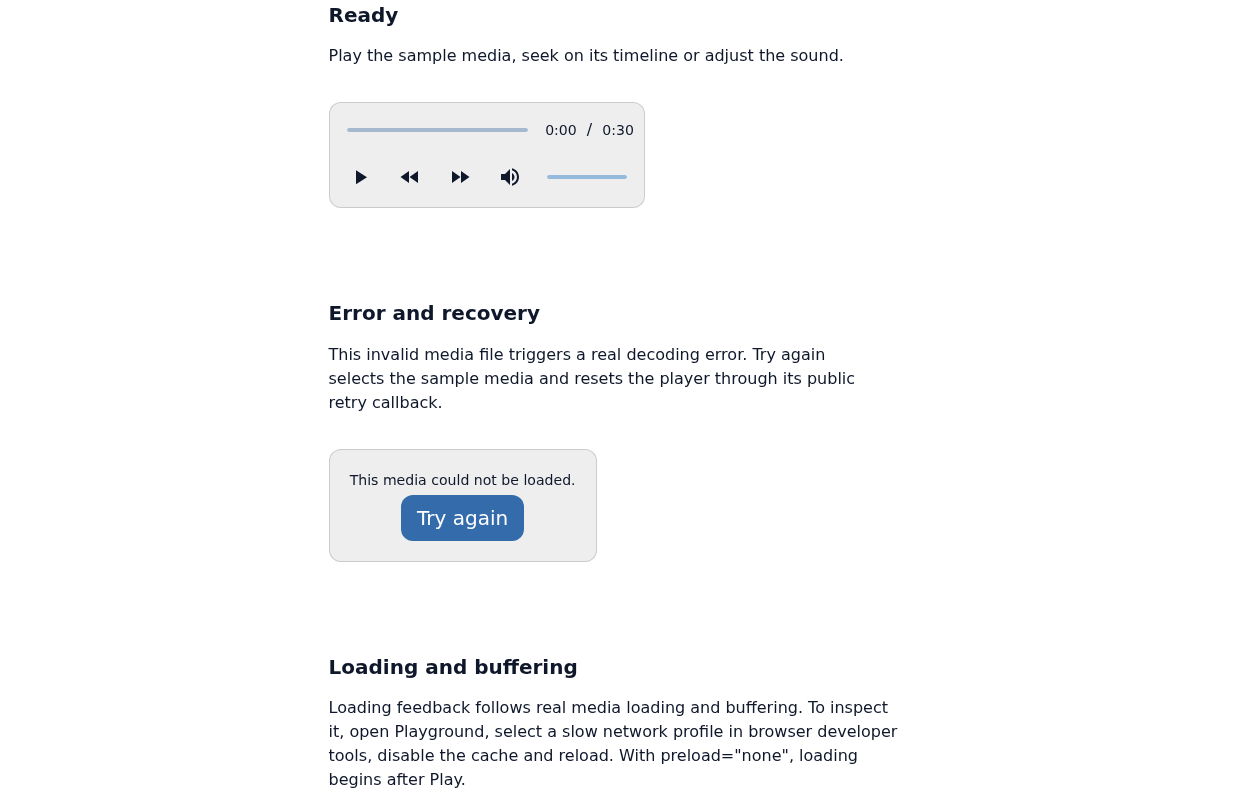 Ready
Play the sample media, seek on its timeline or adjust the sound.
0:00 / 0:30
Error and recovery
This invalid media file triggers a real decoding error. Try again
selects the sample media and resets the player through its public
retry callback.
This media could not be loaded.
Try again
Loading and buffering
Loading feedback follows real media loading and buffering. To inspect
it, open Playground, select a slow network profile in browser developer
tools, disable the cache and reload. With preload="none", loading
begins after Play.